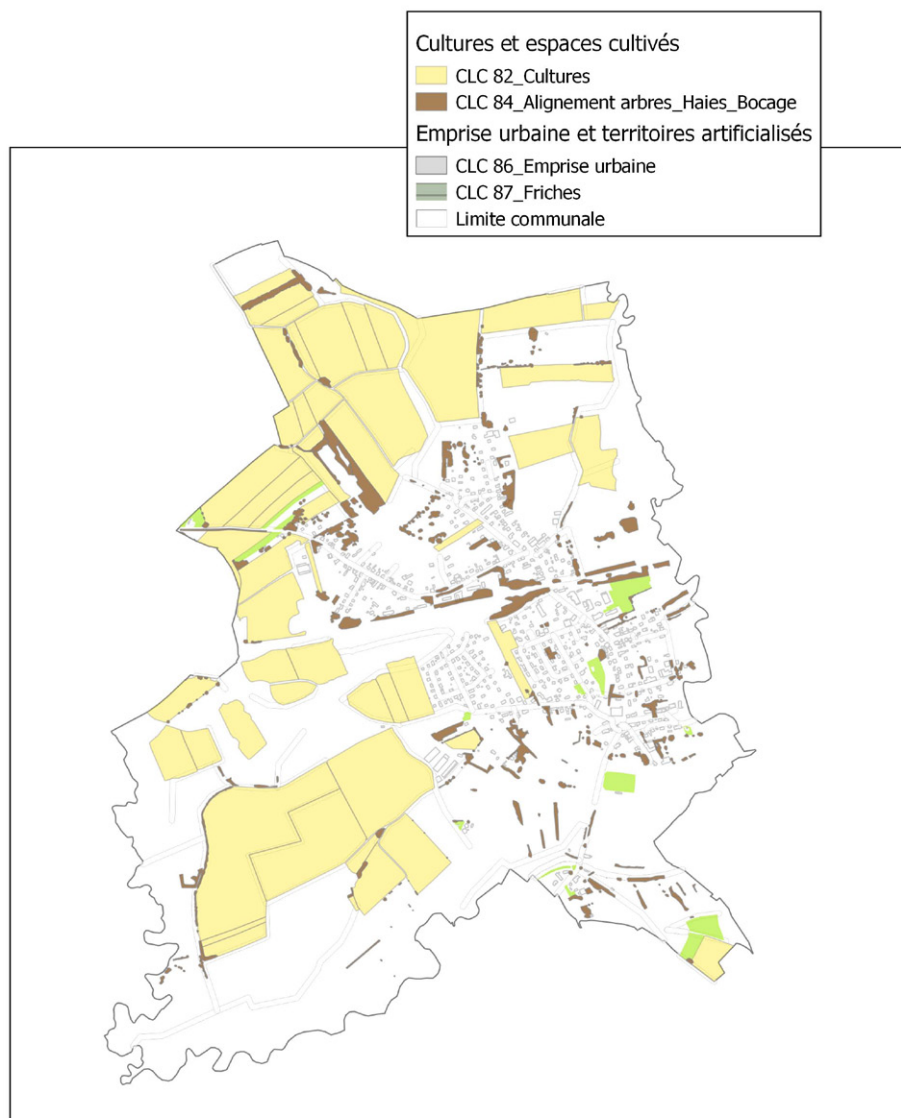 Cultures et espaces cultivés
CLC 82_Cultures
CLC 84_Alignement arbres_Haies_Bocage
Emprise urbaine et territoires artificialisés
CLC 86_Emprise urbaine
CLC 87_Friches
Limite communale